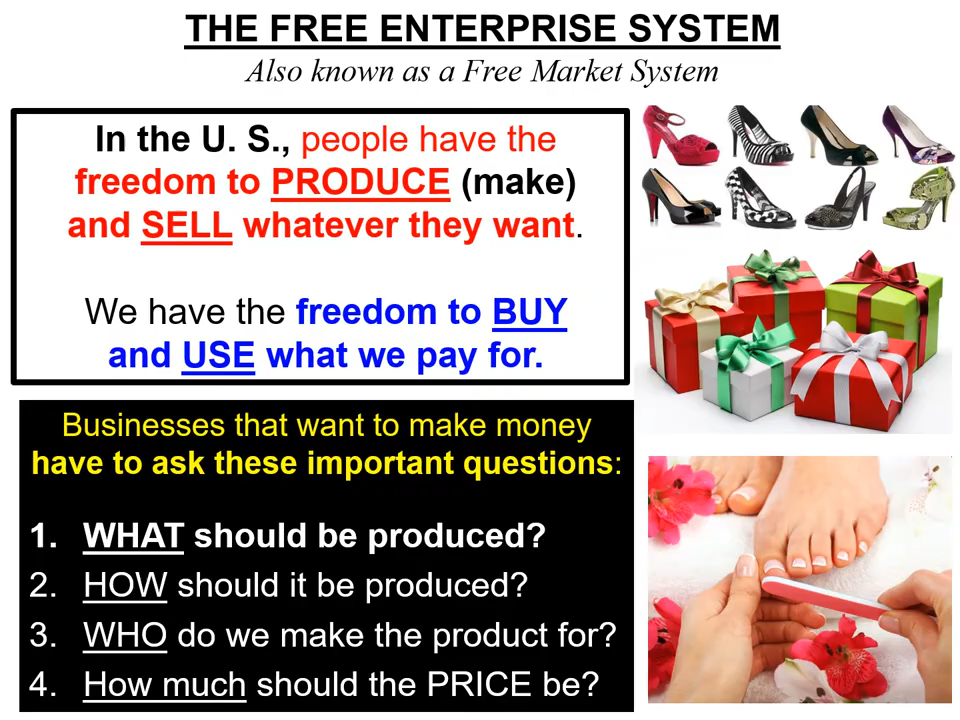 THE FREE ENTERPRISE SYSTEM
Also known as a Free Market System
In the U. S., people have the
freedom to PRODUCE (make)
and SELL whatever they want.
We have the freedom to BUY
and USE what we pay for.
Businesses that want to make money
have to ask these important questions:
1. WHAT should be produced?
2. HOW should it be produced?
3. WHO do we make the product for?
4. How much should the PRICE be?